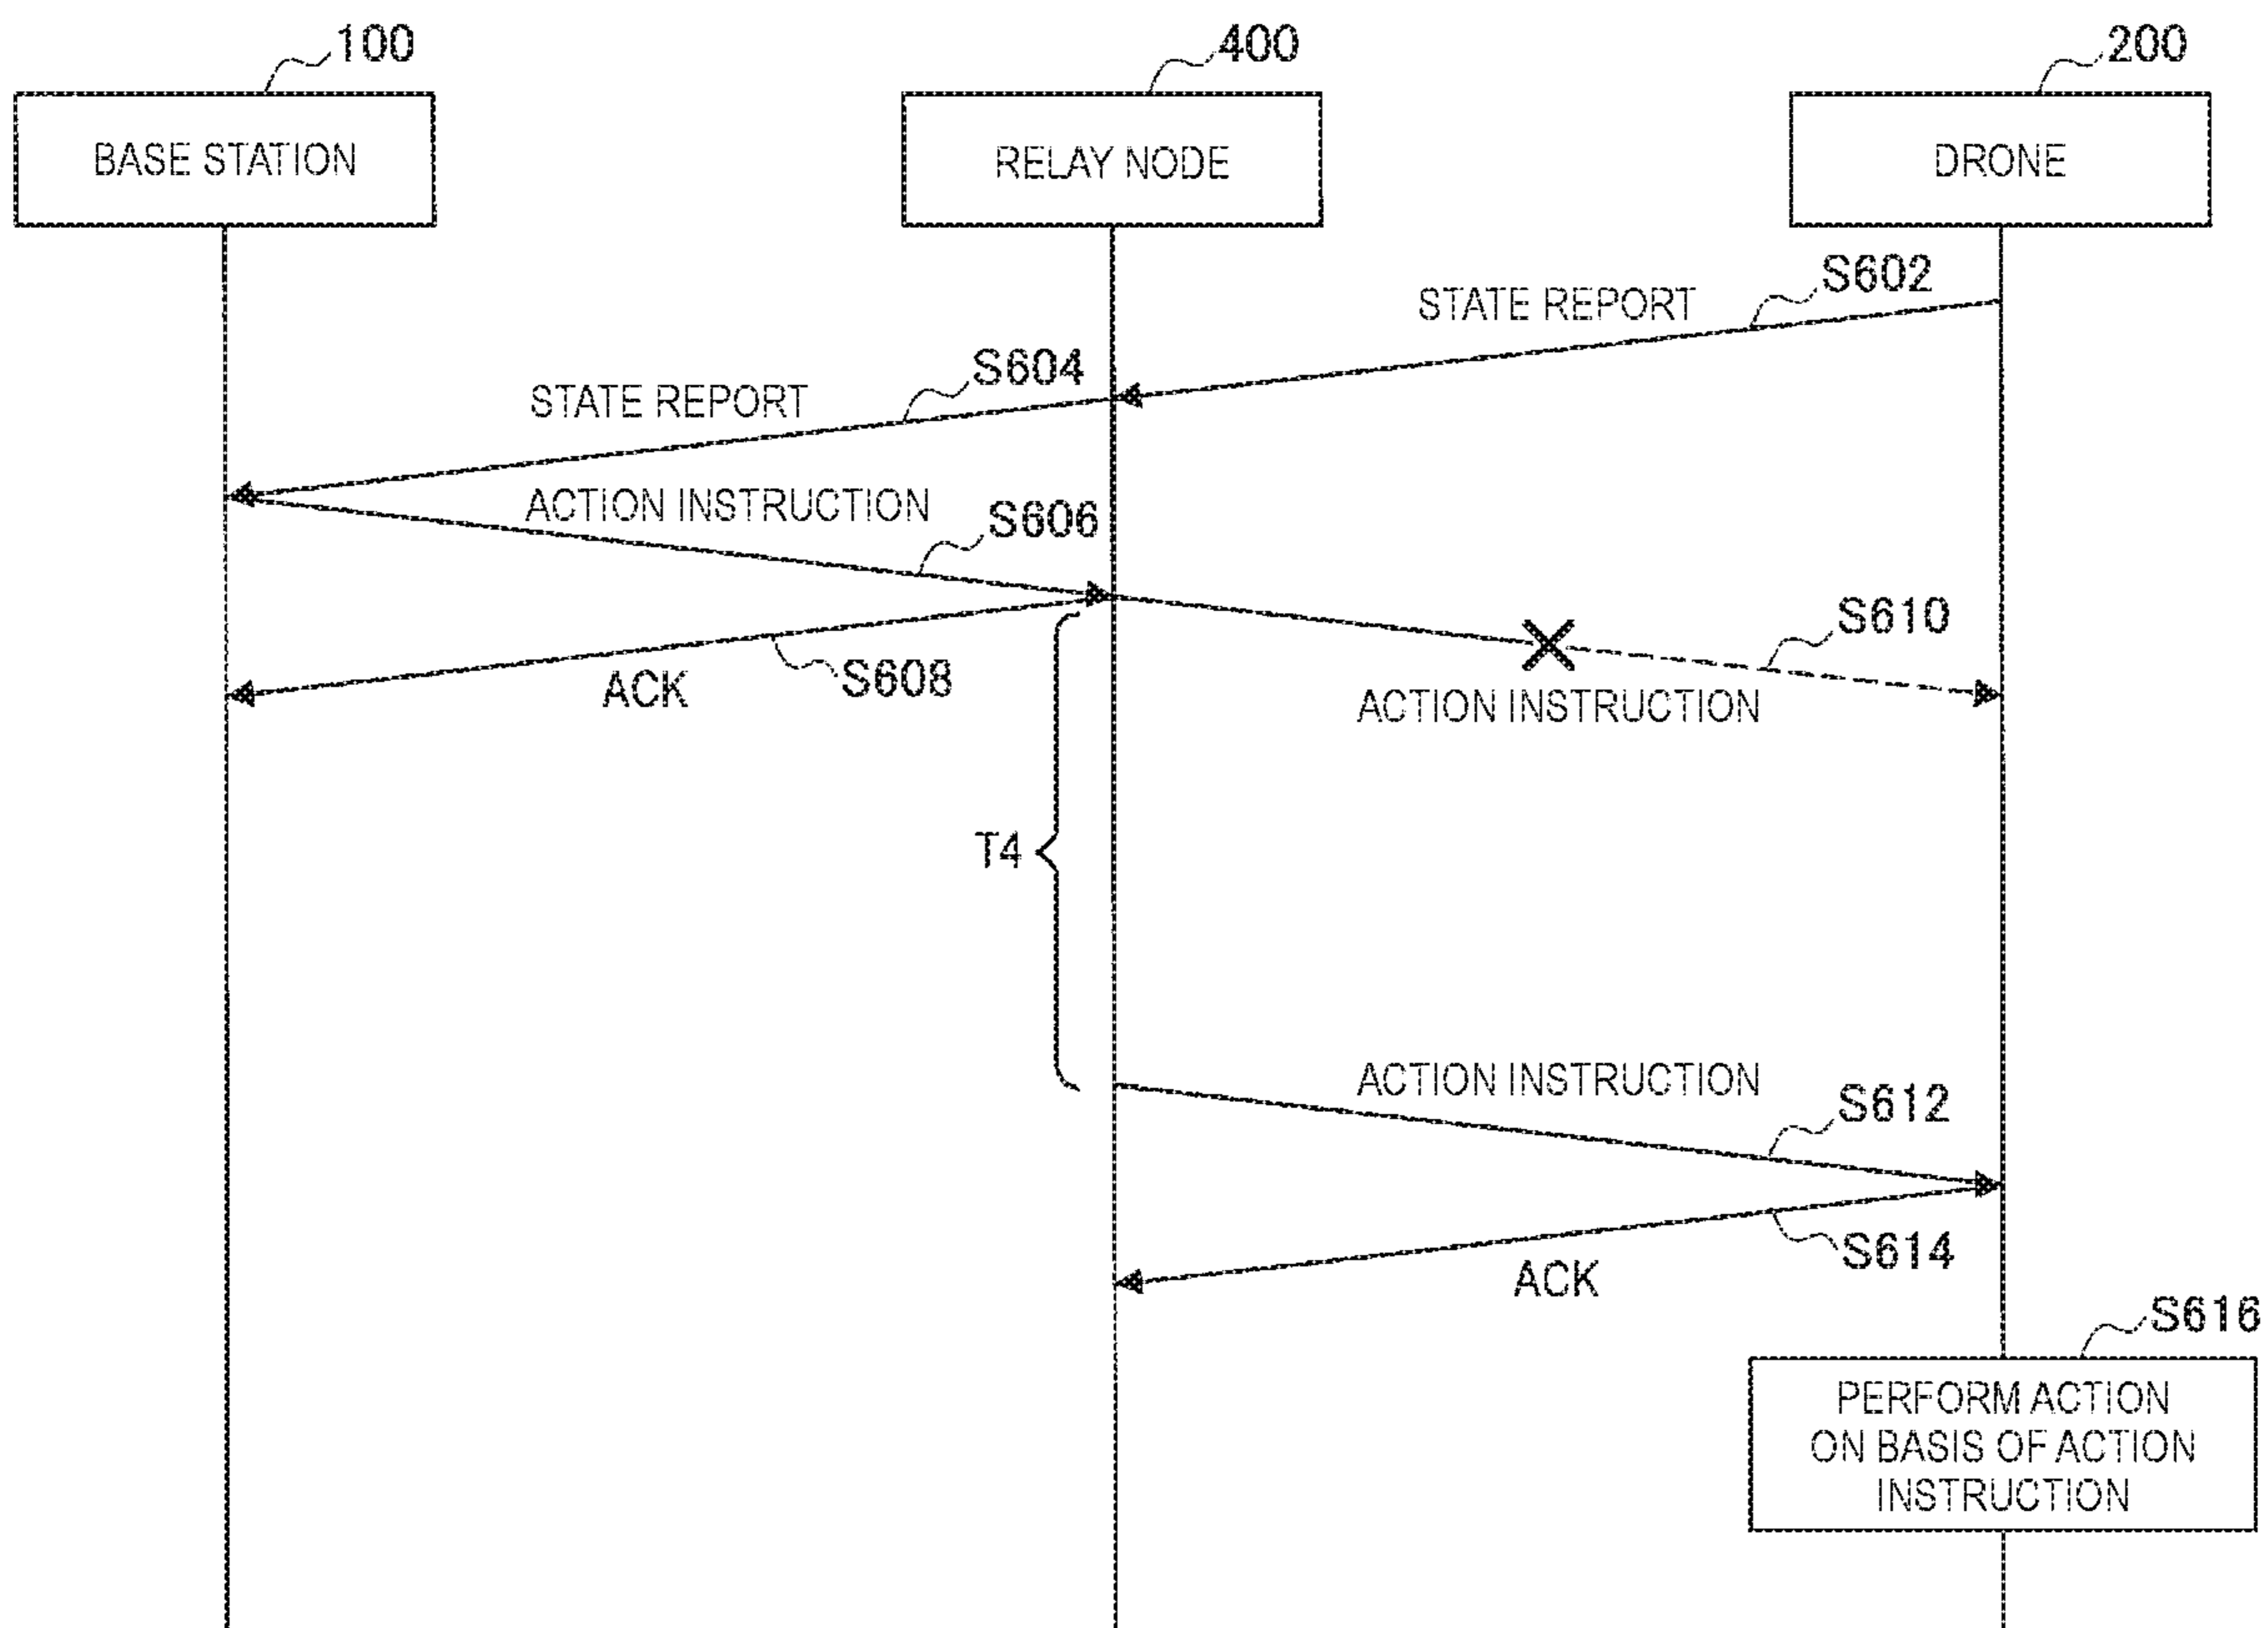 100
400
200
BASE STATION
RELAY NODE
DRONE
S602
STATE REPORT
S604
STATE REPORT
ACTION INSTRUCTION
S606
S610
S608
ACK
ACTION INSTRUCTION
T4
ACTION INSTRUCTION
S612
S614
ACK
S616
PERFORM ACTION
ON BASIS OF ACTION
INSTRUCTION